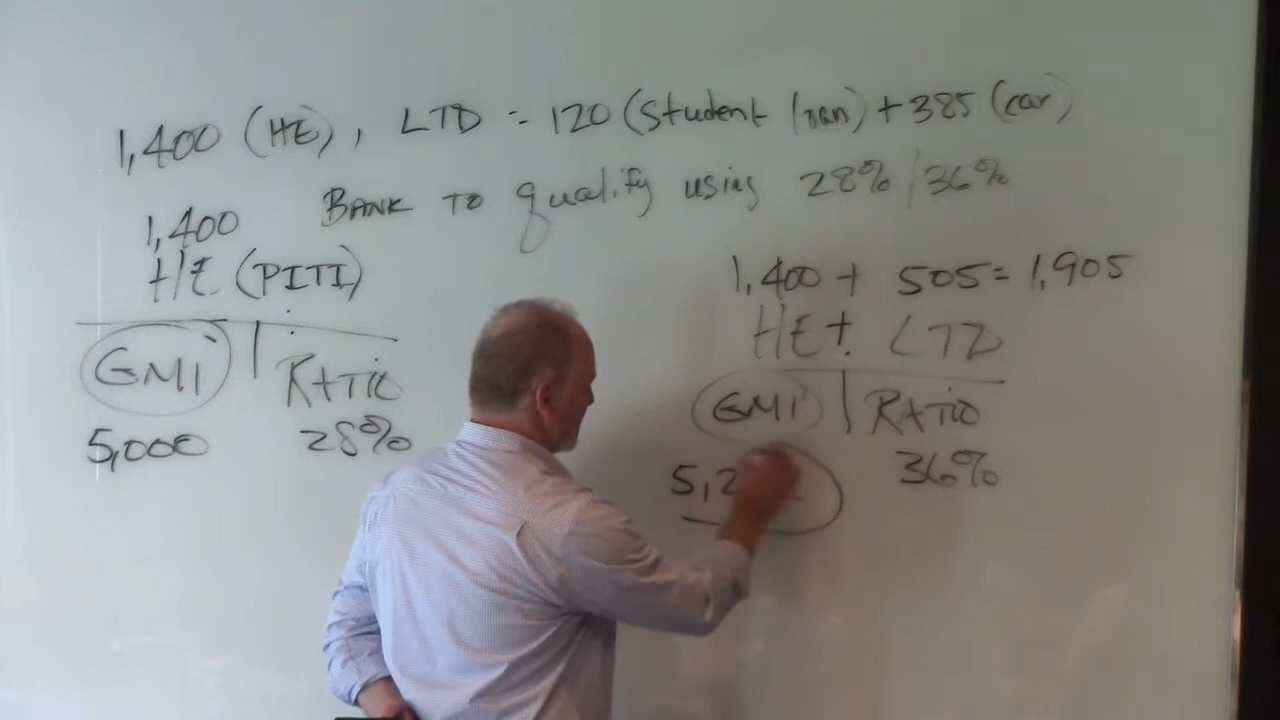 1,400 (HE), LTD = 120 (Student loan) + 385 (car)
BANK TO qualify using 28% / 36%
1,400
H/E (PITI)
GMI | RATIO
5,000 28%
1,400 + 505 = 1,905
HE + LTD
GMI | RATIO
36%